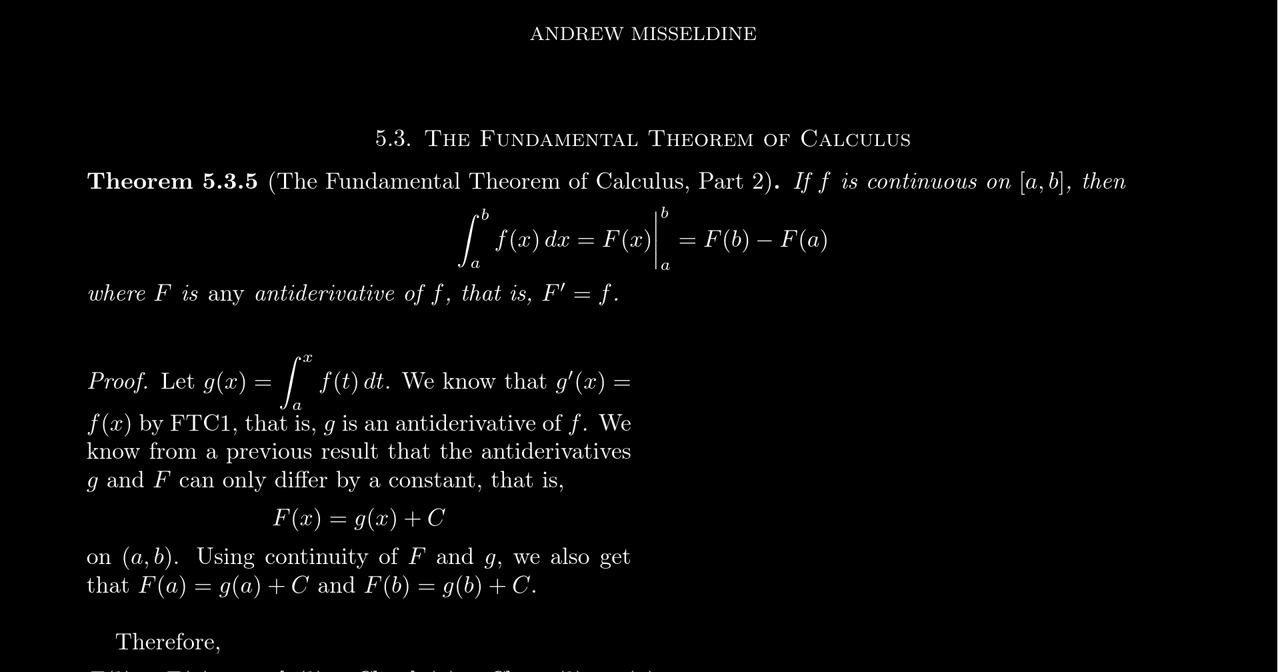 ANDREW MISSELDINE
5.3. The Fundamental Theorem of Calculus
Theorem 5.3.5 (The Fundamental Theorem of Calculus, Part 2). If f is continuous on [a, b], then
∫_a^b f(x) dx = F(x)|_a^b = F(b) − F(a)
where F is any antiderivative of f, that is, F′ = f.
Proof. Let g(x) = ∫_a^x f(t) dt. We know that g′(x) =
f(x) by FTC1, that is, g is an antiderivative of f. We
know from a previous result that the antiderivatives
g and F can only differ by a constant, that is,
F(x) = g(x) + C
on (a, b). Using continuity of F and g, we also get
that F(a) = g(a) + C and F(b) = g(b) + C.
Therefore,